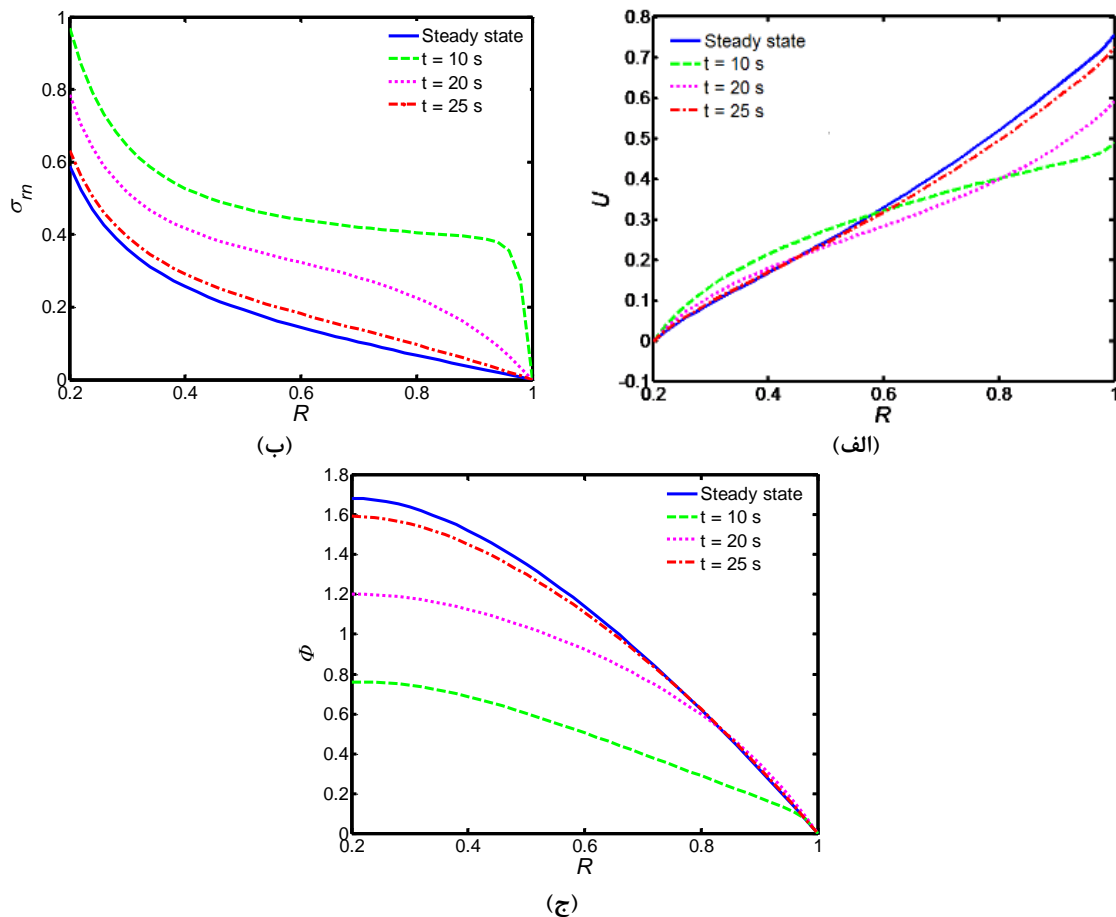 1
0.8
0.6
0.4
0.2
0
σrn
Steady state
t = 10 s
t = 20 s
t = 25 s
0.2
0.4
0.6
0.8
1
R
(ب)
0.8
0.7
0.6
0.5
0.4
0.3
0.2
0.1
0
-0.1
U
Steady state
t = 10 s
t = 20 s
t = 25 s
0.2
0.4
0.6
0.8
1
R
(الف)
1.8
1.6
1.4
1.2
1
0.8
0.6
0.4
0.2
0
Φ
Steady state
t = 10 s
t = 20 s
t = 25 s
0.2
0.4
0.6
0.8
1
R
(ج)